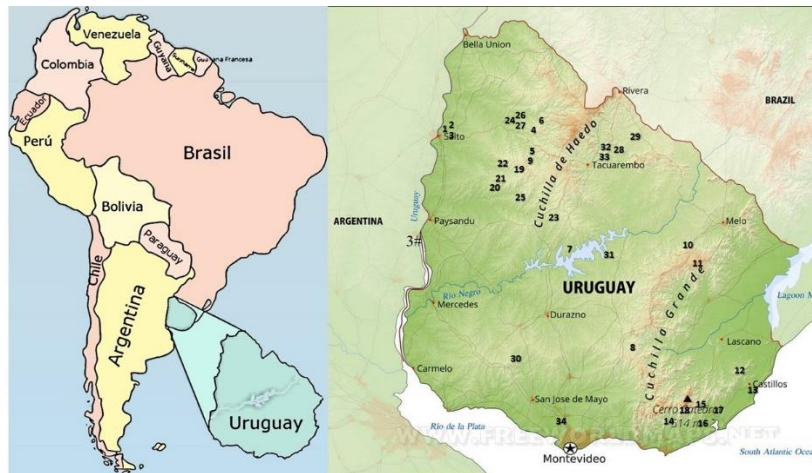 Venezuela
Guyana
Guayana Francesa
Colombia
Ecuador
Perú
Brasil
Bolivia
Paraguay
Chile
Argentina
Uruguay
Bella Union
Rivera
BRAZIL
26
24 6
27
4
2
1
3
Salto
29
32 28
33
Tacuarembo
5
9
22
19
21
20
25
Cuchilla de Haedo
Uruguay
ARGENTINA
Paysandu
3#
23
Melo
7
31
10
11
URUGUAY
Rio Negro
Mercedes
Durazno
Cuchilla Grande
Lagoon M
8
Lascano
30
Carmelo
12
Castillos
13
San Jose de Mayo
34
15
18 17
14 16
Rio de la Plata
WWW.FREEWORLDMAPS.NET
Montevideo
South Atlantic Ocea